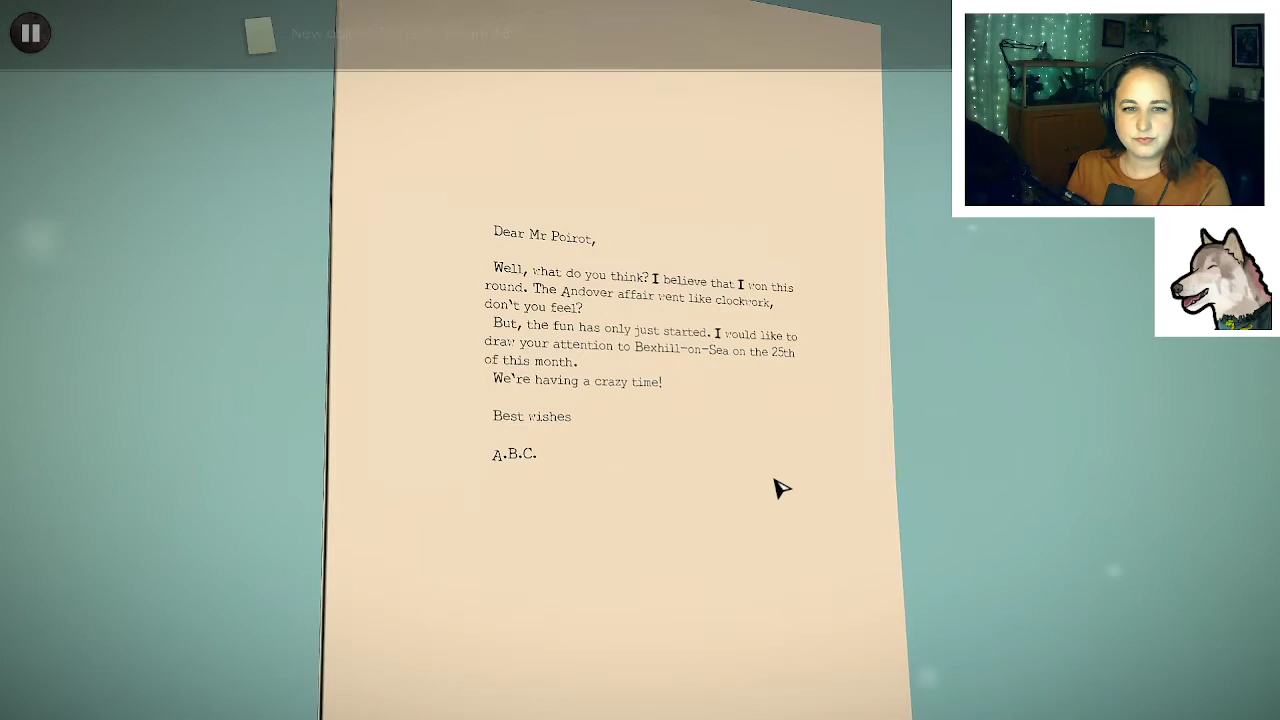 Dear Mr Poirot,
Well, what do you think? I believe that I won this
round. The Andover affair went like clockwork,
don't you feel?
But, the fun has only just started. I would like to
draw your attention to Bexhill-on-Sea on the 25th
of this month.
We're having a crazy time!
Best wishes
A.B.C.